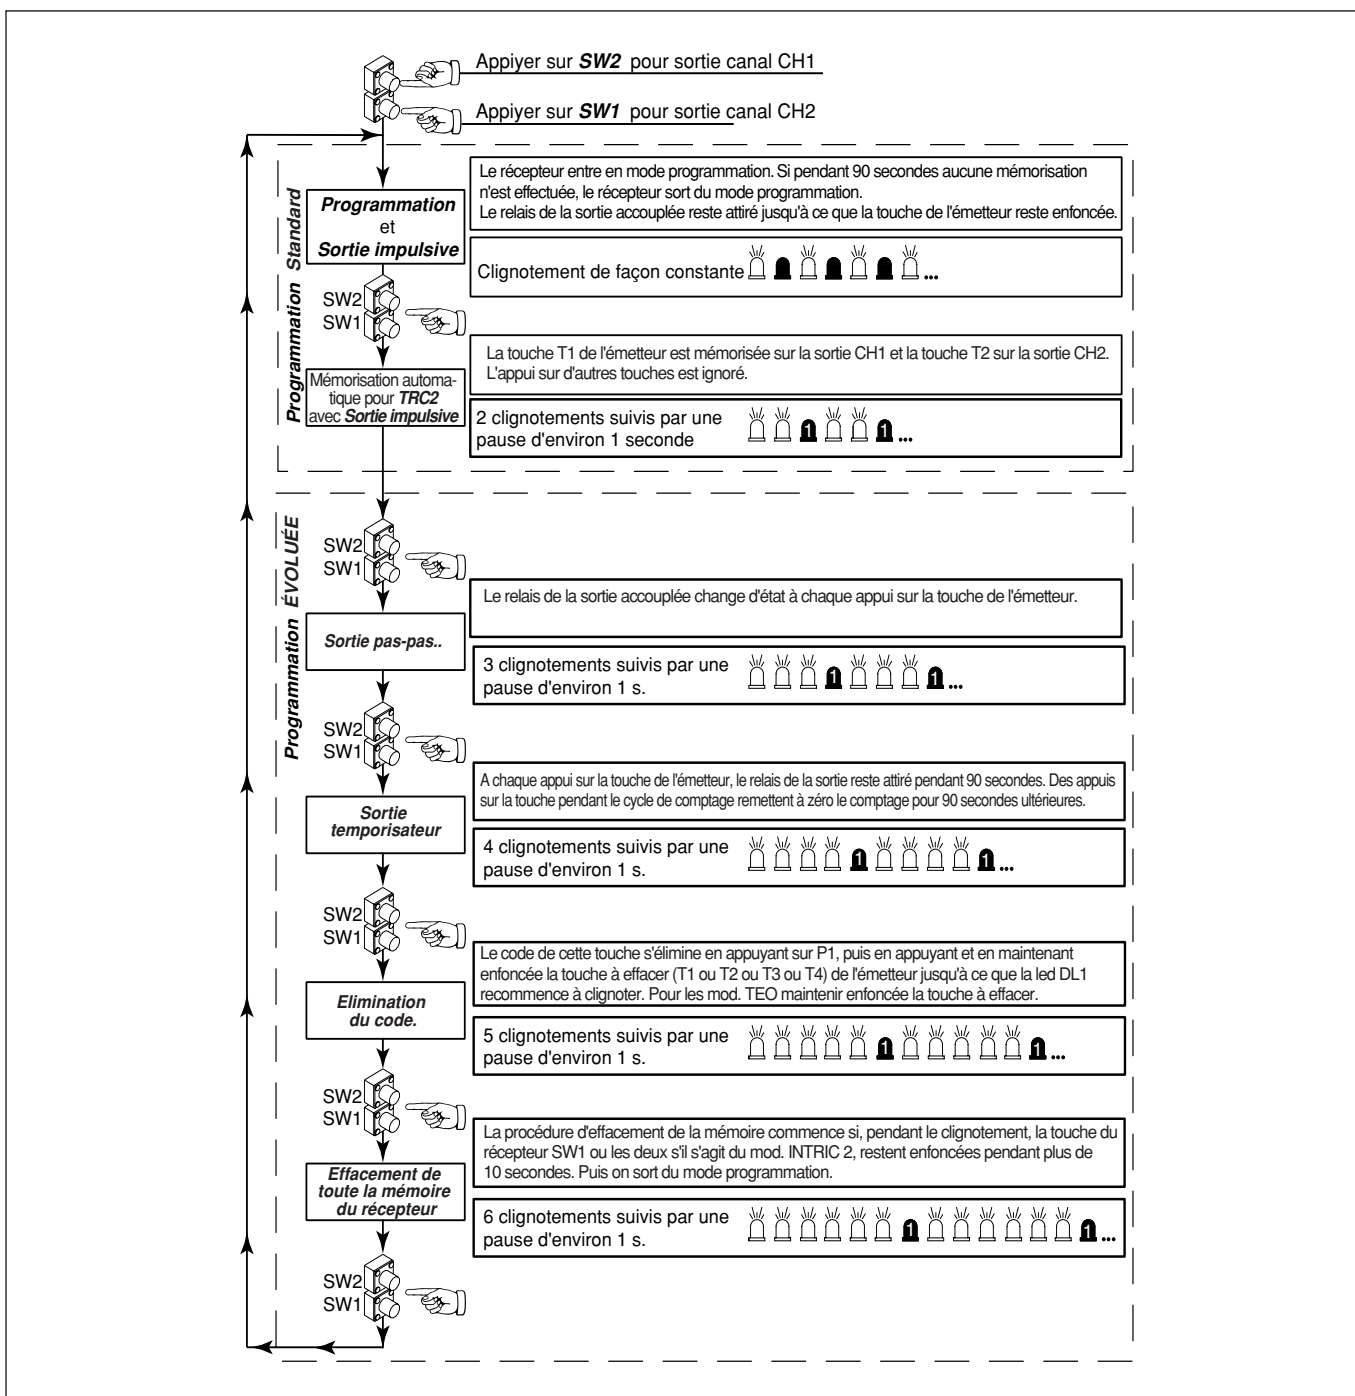 Appiyer sur SW2 pour sortie canal CH1
Appiyer sur SW1 pour sortie canal CH2
Programmation Standard
Programmation
et
Sortie impulsive
Le récepteur entre en mode programmation. Si pendant 90 secondes aucune mémorisation
n'est effectuée, le récepteur sort du mode programmation.
Le relais de la sortie accouplée reste attiré jusqu'à ce que la touche de l'émetteur reste enfoncée.
Clignotement de façon constante ...
SW2
SW1
Mémorisation automa-
tique pour TRC2
avec Sortie impulsive
La touche T1 de l'émetteur est mémorisée sur la sortie CH1 et la touche T2 sur la sortie CH2.
L'appui sur d'autres touches est ignoré.
2 clignotements suivis par une
pause d'environ 1 seconde
1 1 ...
Programmation ÉVOLUÉE
SW2
SW1
Sortie pas-pas..
Le relais de la sortie accouplée change d'état à chaque appui sur la touche de l'émetteur.
3 clignotements suivis par une
pause d'environ 1 s.
1 1 ...
SW2
SW1
Sortie
temporisateur
A chaque appui sur la touche de l'émetteur, le relais de la sortie reste attiré pendant 90 secondes. Des appuis
sur la touche pendant le cycle de comptage remettent à zéro le comptage pour 90 secondes ultérieures.
4 clignotements suivis par une
pause d'environ 1 s.
1 1 ...
SW2
SW1
Elimination
du code.
Le code de cette touche s'élimine en appuyant sur P1, puis en appuyant et en maintenant
enfoncée la touche à effacer (T1 ou T2 ou T3 ou T4) de l'émetteur jusqu'à ce que la led DL1
recommence à clignoter. Pour les mod. TEO maintenir enfoncée la touche à effacer.
5 clignotements suivis par une
pause d'environ 1 s.
1 1 ...
SW2
SW1
Effacement de
toute la mémoire
du récepteur
La procédure d'effacement de la mémoire commence si, pendant le clignotement, la touche du
récepteur SW1 ou les deux s'il s'agit du mod. INTRIC 2, restent enfoncées pendant plus de
10 secondes. Puis on sort du mode programmation.
6 clignotements suivis par une
pause d'environ 1 s.
1 1 ...
SW2
SW1